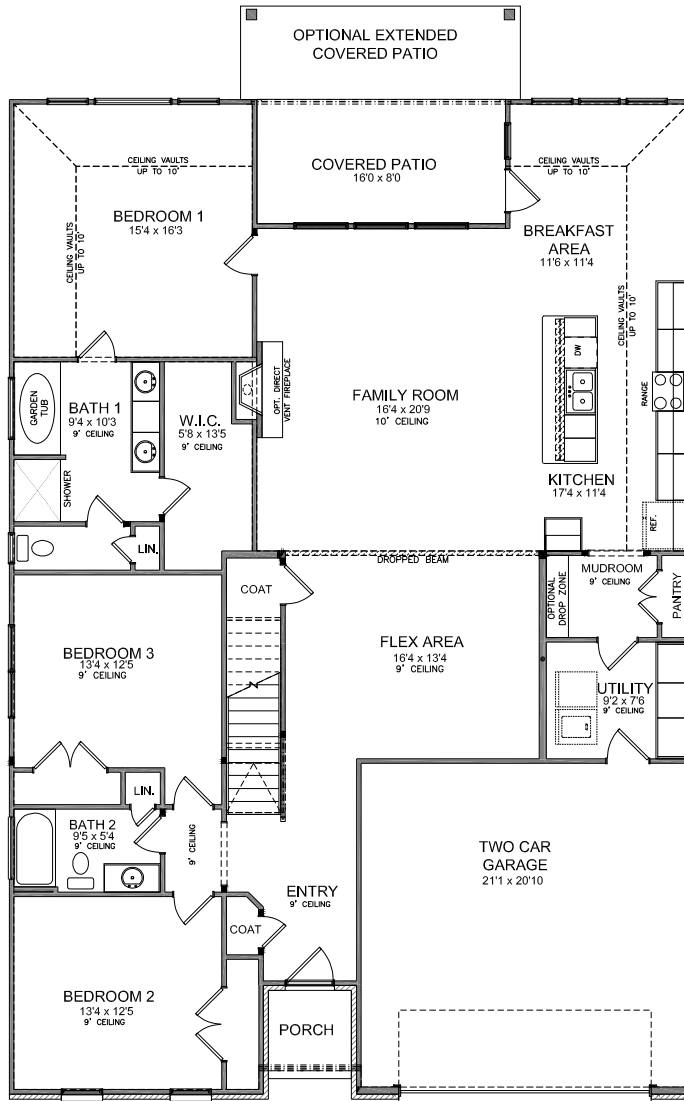 OPTIONAL EXTENDED
COVERED PATIO
COVERED PATIO
16'0 x 8'0
CEILING VAULTS
UP TO 10'
CEILING VAULTS
UP TO 10'
BEDROOM 1
15'4 x 16'3
CEILING VAULTS
UP TO 10'
BREAKFAST
AREA
11'6 x 11'4
CEILING VAULTS
UP TO 10'
GARDEN
TUB
BATH 1
9'4 x 10'3
9' CEILING
W.I.C.
5'8 x 13'5
9' CEILING
OPT. DIRECT
VENT FIREPLACE
FAMILY ROOM
16'4 x 20'9
10' CEILING
DW
RANGE
SHOWER
KITCHEN
17'4 x 11'4
REF.
LIN.
DROPPED BEAM
COAT
MUDROOM
9' CEILING
OPTIONAL
DROP ZONE
PANTRY
BEDROOM 3
13'4 x 12'5
9' CEILING
FLEX AREA
16'4 x 13'4
9' CEILING
UTILITY
9'2 x 7'6
9' CEILING
LIN.
BATH 2
9'5 x 5'4
9' CEILING
9' CEILING
TWO CAR
GARAGE
21'1 x 20'10
ENTRY
9' CEILING
COAT
BEDROOM 2
13'4 x 12'5
9' CEILING
PORCH